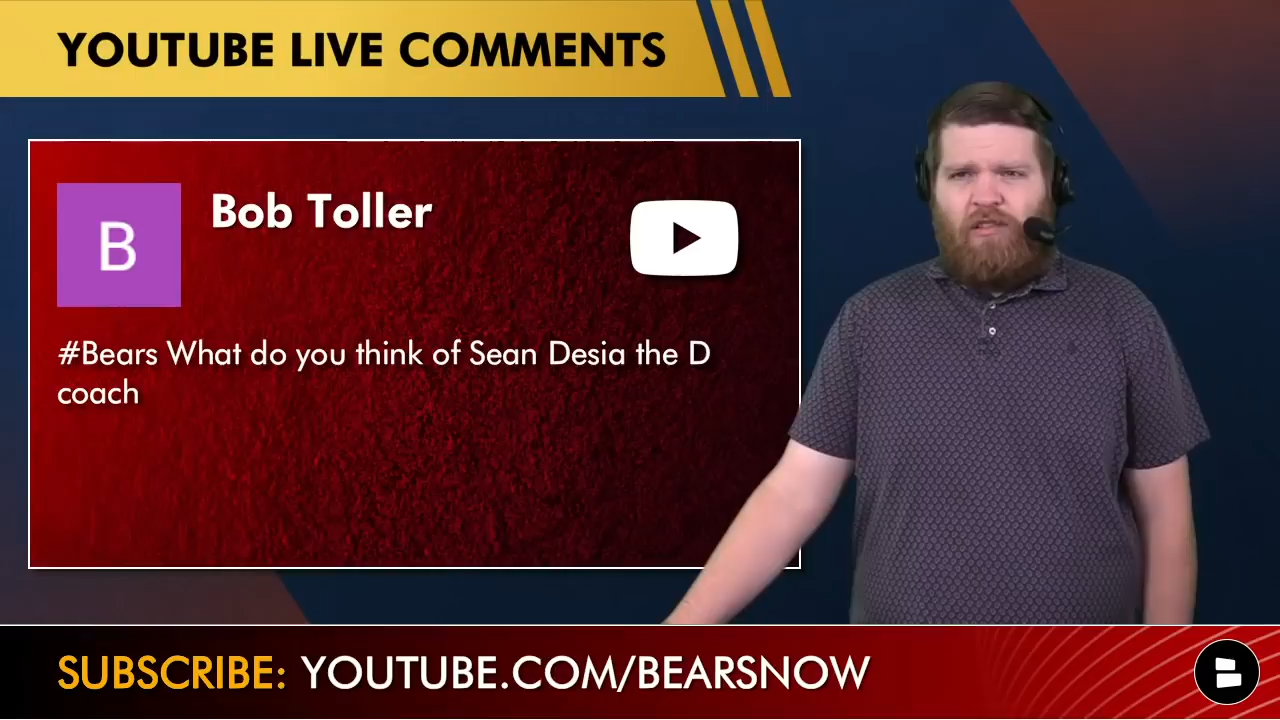 YOUTUBE LIVE COMMENTS
B
Bob Toller
#Bears What do you think of Sean Desia the D
coach
SUBSCRIBE: YOUTUBE.COM/BEARSNOW